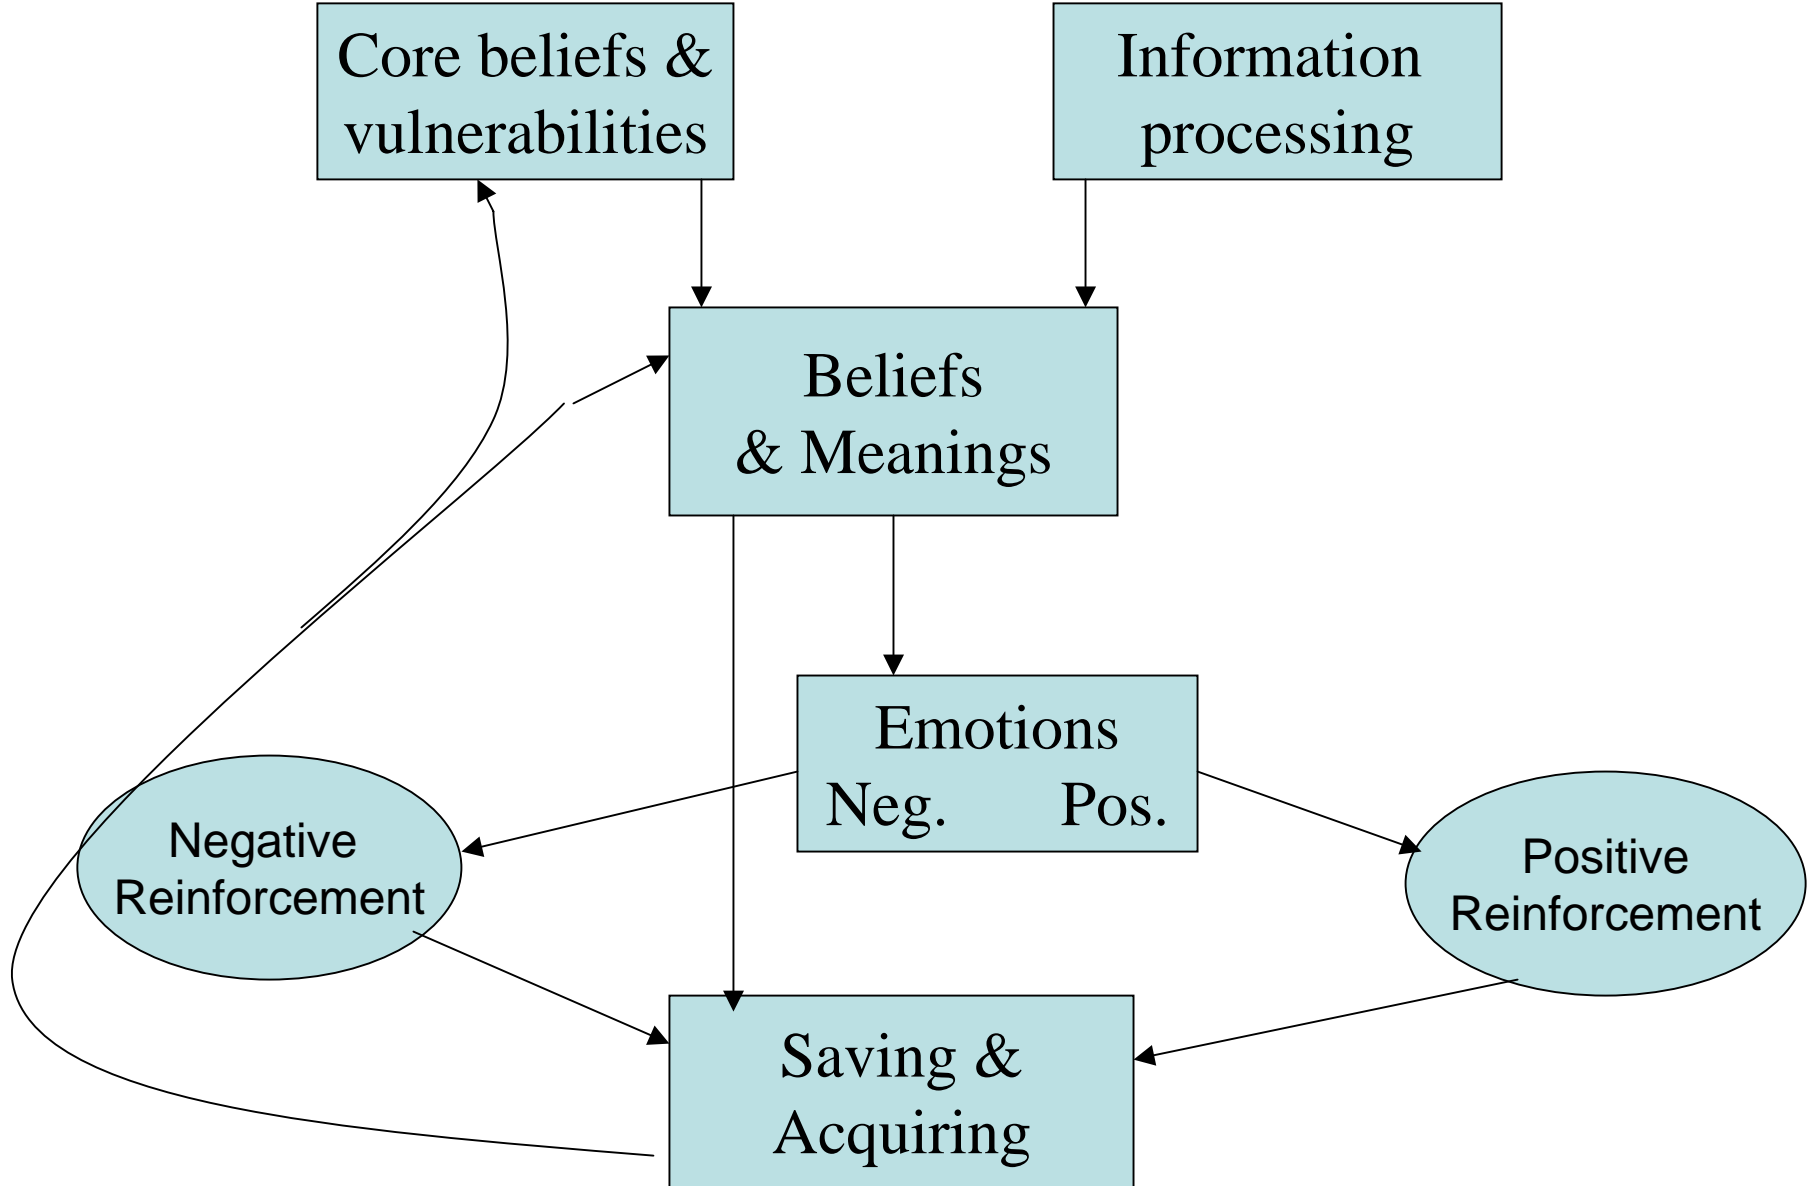 Core beliefs &
vulnerabilities
Information
processing
Beliefs
& Meanings
Emotions
Neg. Pos.
Negative
Reinforcement
Positive
Reinforcement
Saving &
Acquiring